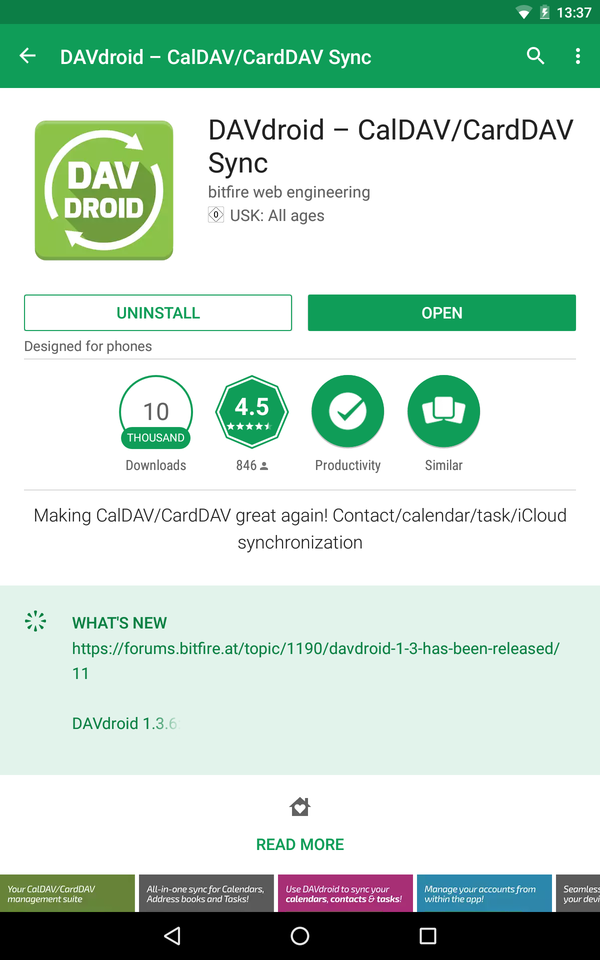 13:37
DAVdroid – CalDAV/CardDAV Sync
DAV
DROID
DAVdroid – CalDAV/CardDAV
Sync
bitfire web engineering
0 USK: All ages
UNINSTALL
OPEN
Designed for phones
10
THOUSAND
Downloads
4.5
846
Productivity
Similar
Making CalDAV/CardDAV great again! Contact/calendar/task/iCloud
synchronization
WHAT'S NEW
https://forums.bitfire.at/topic/1190/davdroid-1-3-has-been-released/
11
DAVdroid 1.3.6
READ MORE
Your CalDAV/CardDAV
management suite
All-in-one sync for Calendars,
Address books and Tasks!
Use DAVdroid to sync your
calendars, contacts & tasks!
Manage your accounts from
within the app!
Seamless
your devi